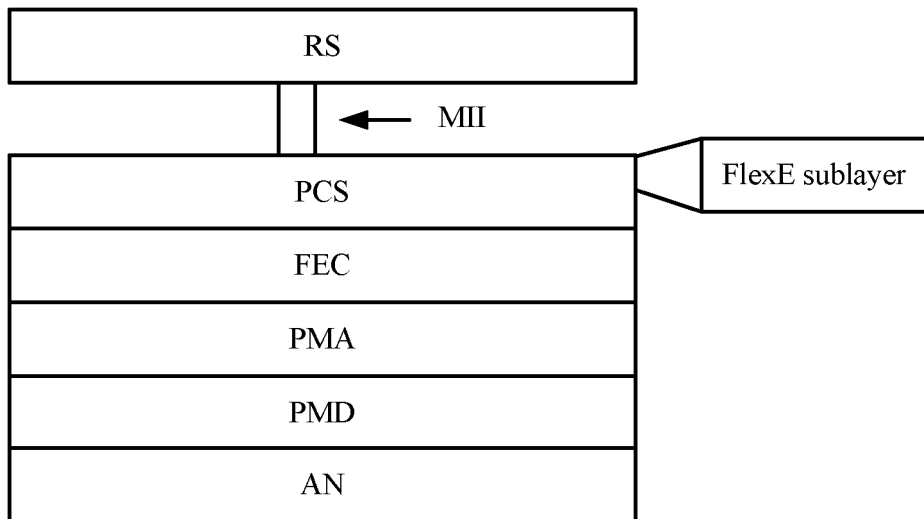 RS
MII
PCS
FlexE sublayer
FEC
PMA
PMD
AN